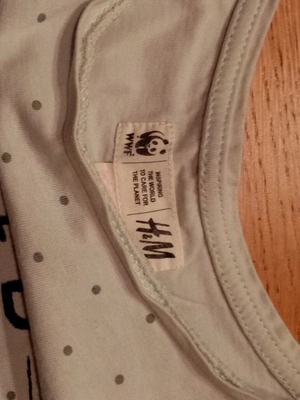 WWF
INSPIRING
THE WORLD
TO CARE FOR
THE PLANET
H&M